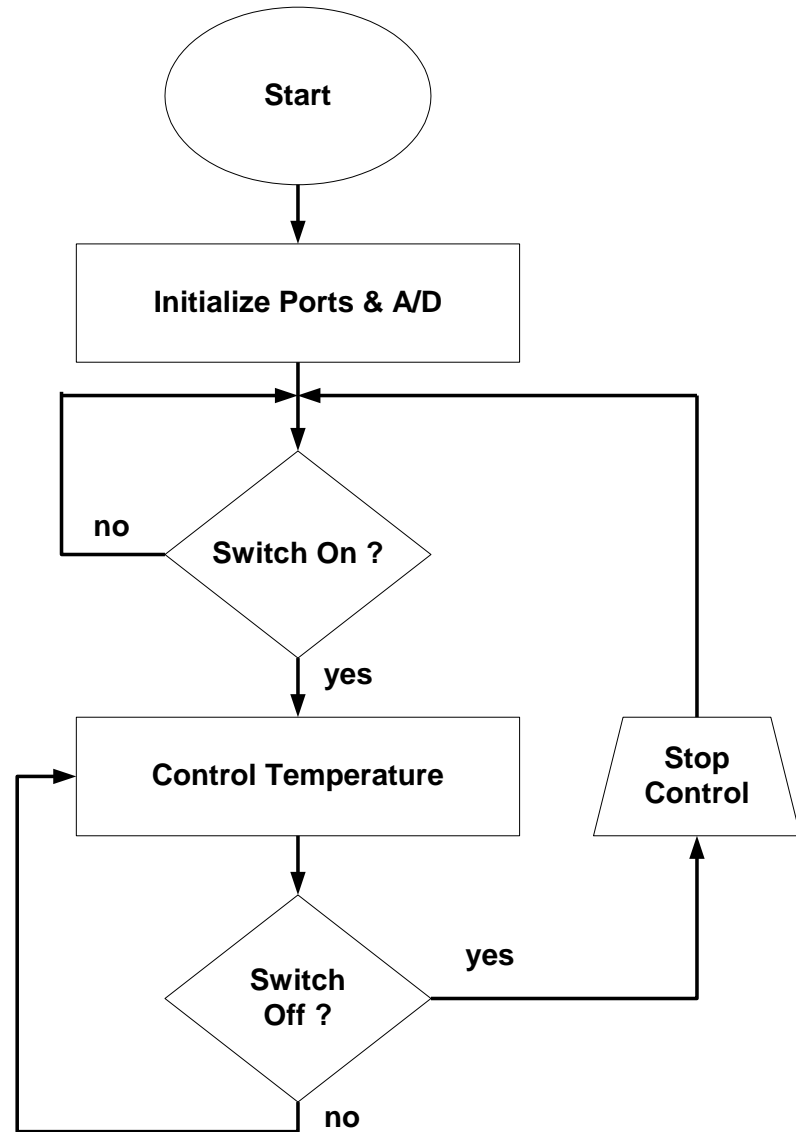 Start
Initialize Ports & A/D
no
Switch On ?
yes
Control Temperature
Stop
Control
Switch
Off ?
yes
no